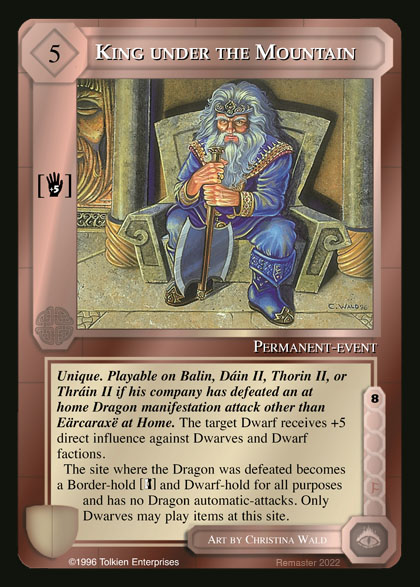 5
KING UNDER THE MOUNTAIN
+5
C. WALD 96
PERMANENT-EVENT
Unique. Playable on Balin, Dáin II, Thorin II, or
Thráin II if his company has defeated an at
home Dragon manifestation attack other than
Eärcaraxë at Home. The target Dwarf receives +5
direct influence against Dwarves and Dwarf
factions.
The site where the Dragon was defeated becomes
a Border-hold [] and Dwarf-hold for all purposes
and has no Dragon automatic-attacks. Only
Dwarves may play items at this site.
8
R
ART BY CHRISTINA WALD
©1996 Tolkien Enterprises
Remaster 2022